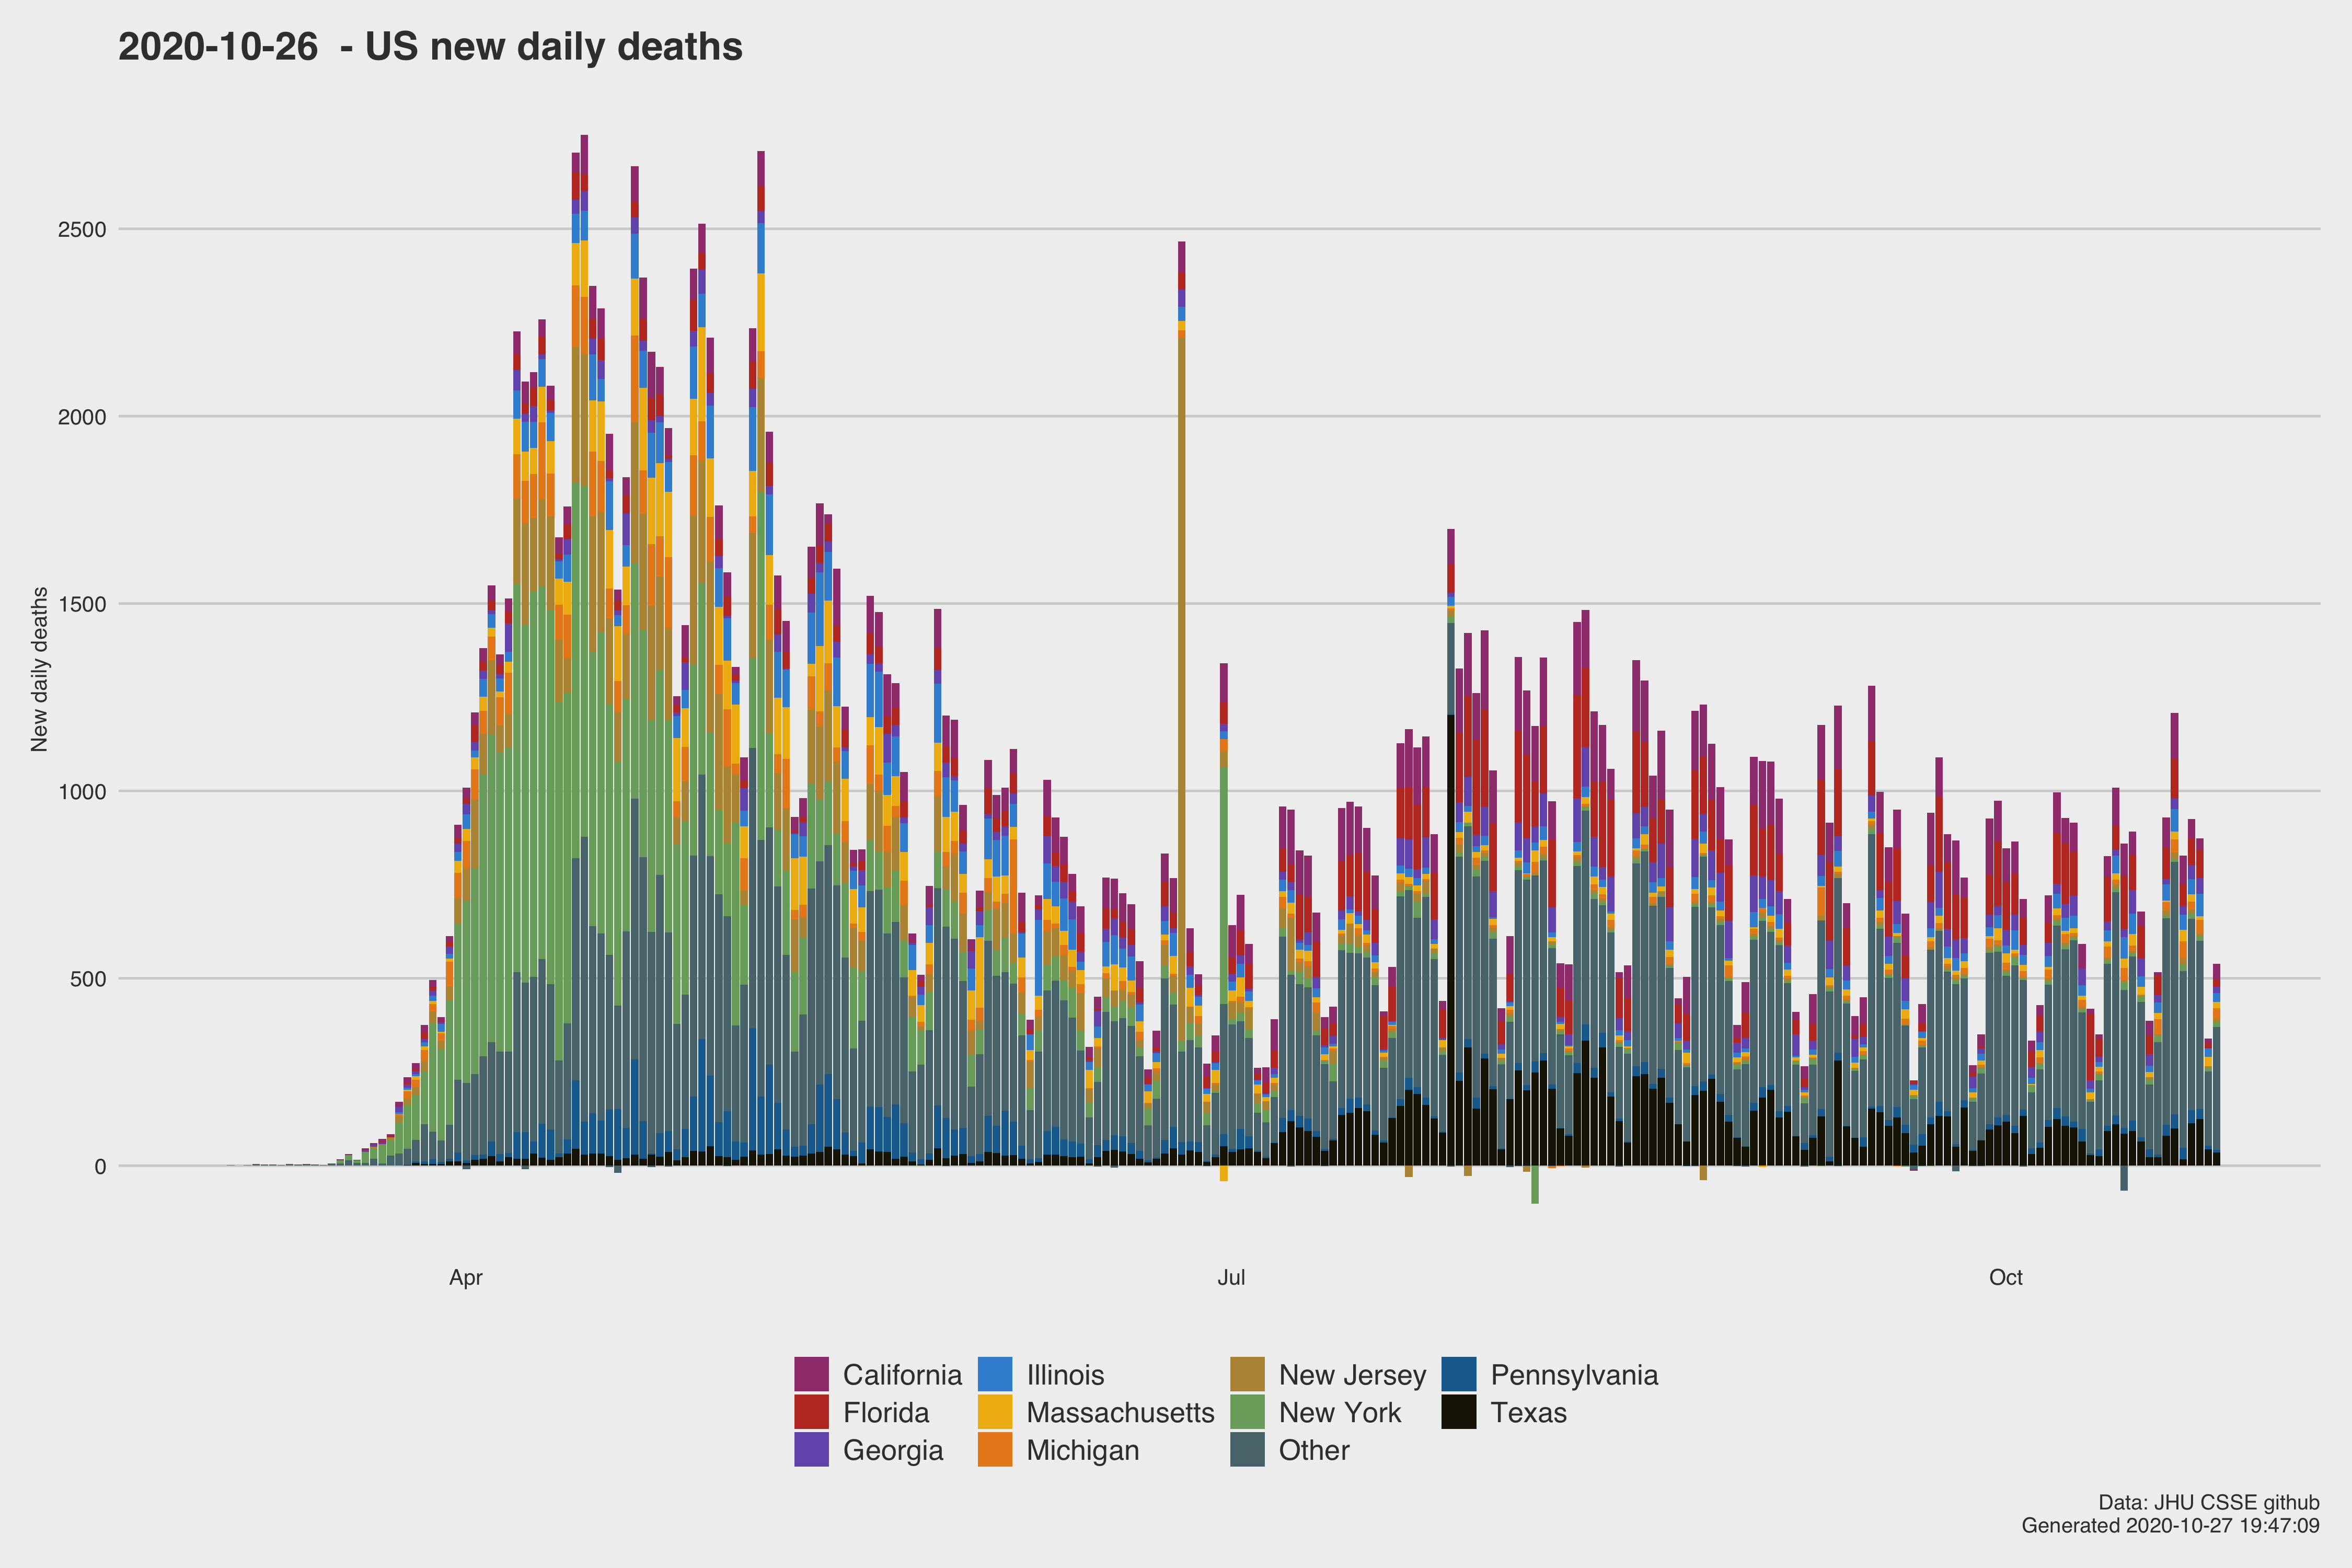 2020-10-26  - US new daily deaths
New daily deaths
2500
2000
1500
1000
500
0
Apr
Jul
Oct
California
Florida
Georgia
Illinois
Massachusetts
Michigan
New Jersey
New York
Other
Pennsylvania
Texas
Data: JHU CSSE github
Generated 2020-10-27 19:47:09